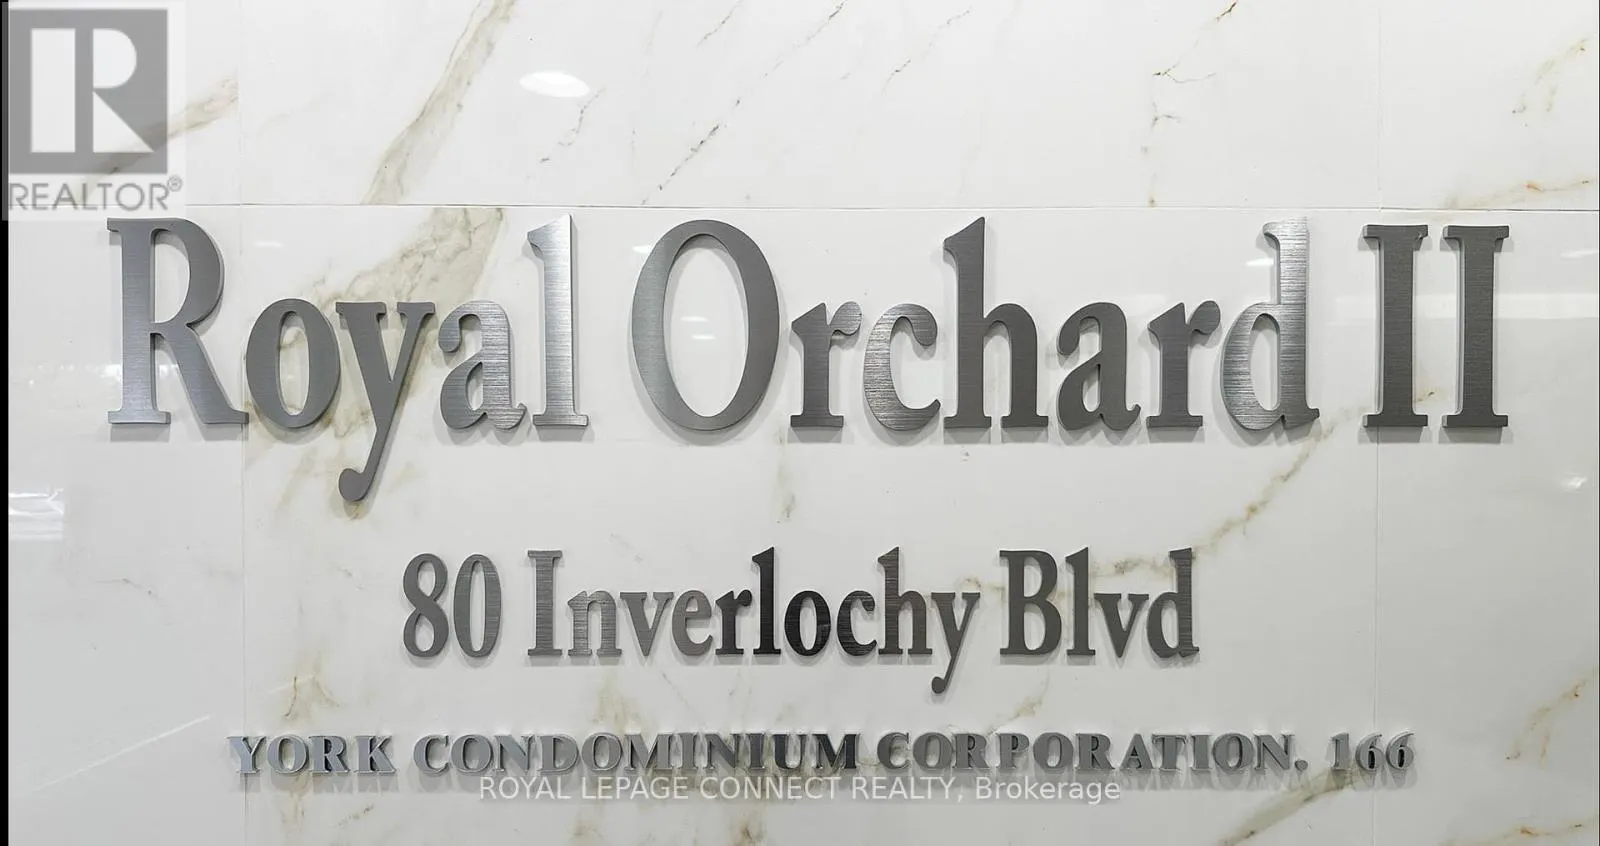 REALTOR®
Royal Orchard II
80 Inverlochy Blvd
YORK CONDOMINIUM CORPORATION. 166
ROYAL LEPAGE CONNECT REALTY, Brokerage